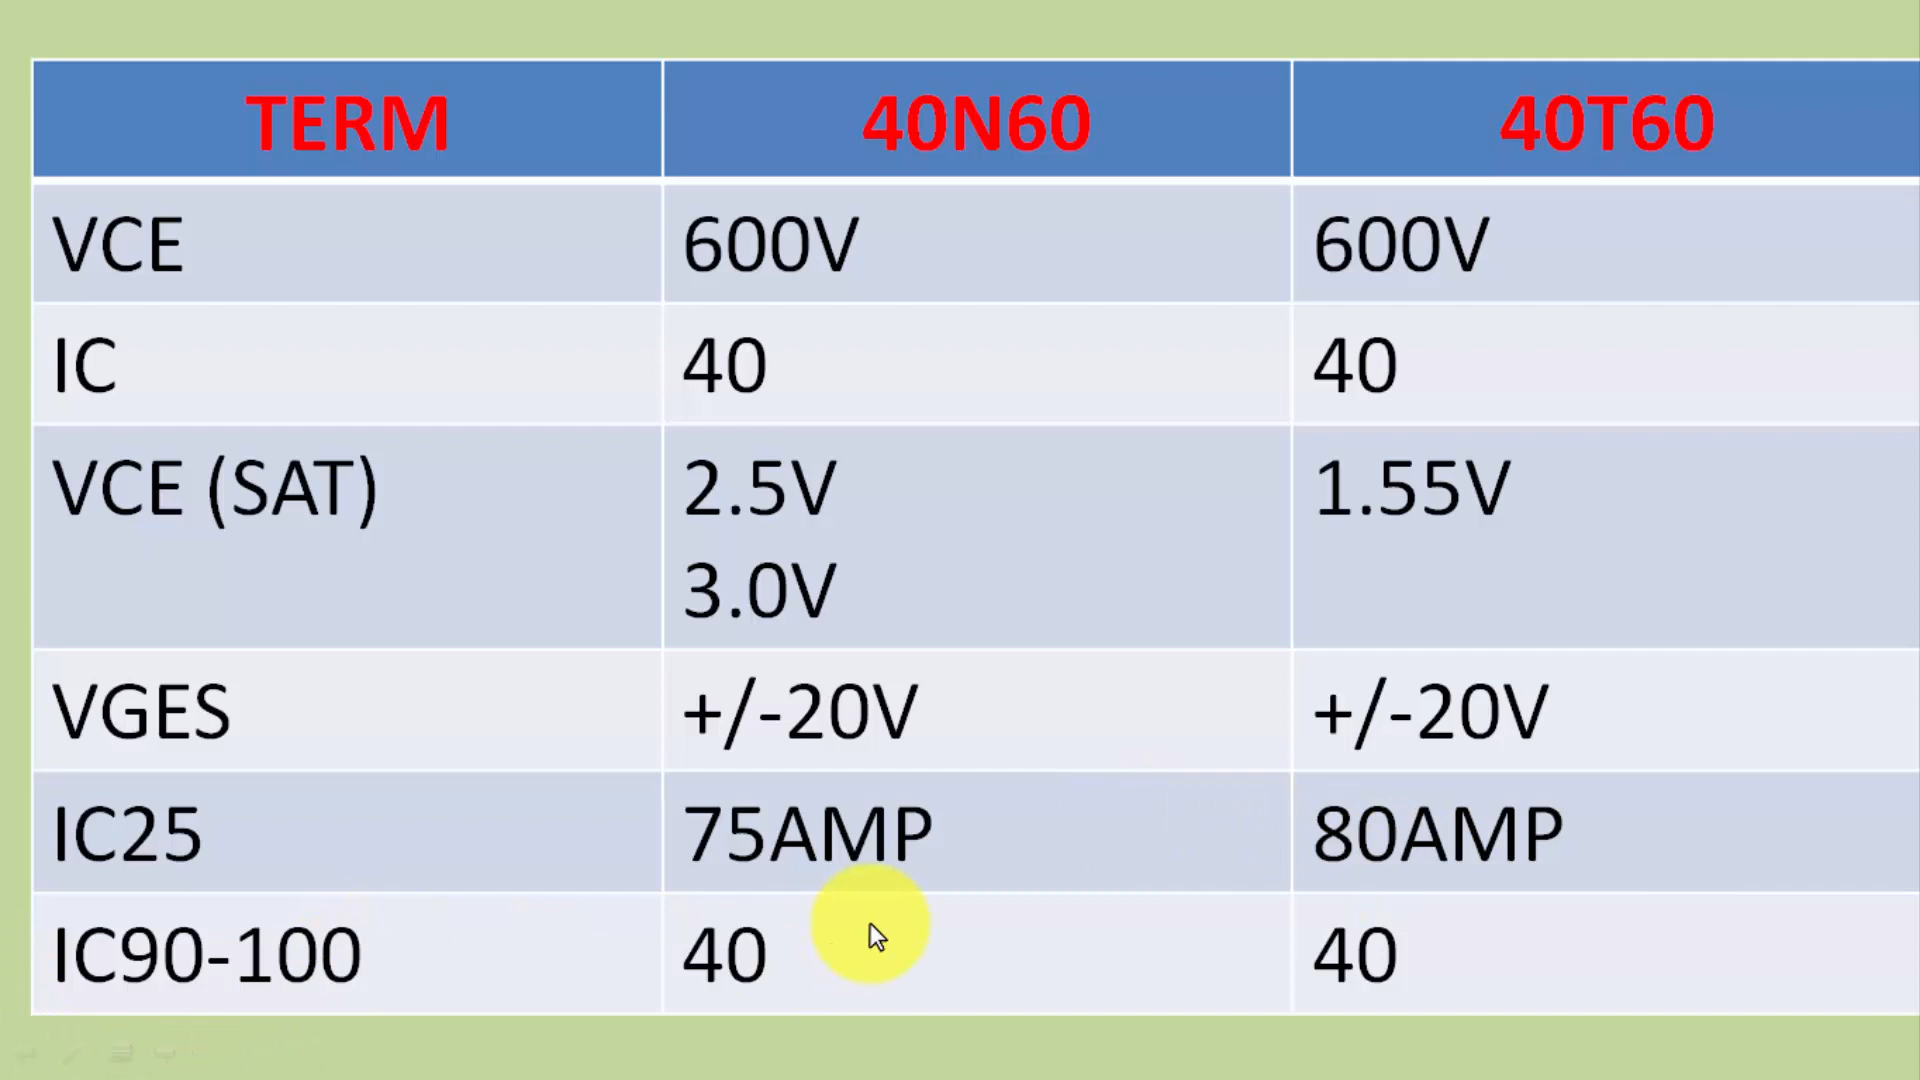 TERM 40N60 40T60
VCE 600V 600V
IC 40 40
VCE (SAT) 2.5V 1.55V
3.0V
VGES +/-20V +/-20V
IC25 75AMP 80AMP
IC90-100 40 40